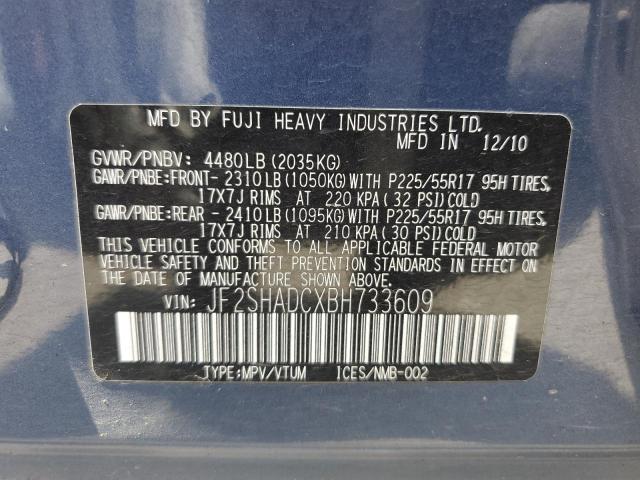 MFD BY FUJI HEAVY INDUSTRIES LTD.
MFD IN 12/10
GVWR/PNBV: 4480LB(2035KG)
GAWR/PNBE:FRONT- 2310LB(1050KG)WITH P225/55R17 95H TIRES,
17X7J RIMS AT 220 KPA(32 PSI)COLD
GAWR/PNBE:REAR -2410LB(1095KG)WITH P225/55R17 95H TIRES,
17X7J RIMS AT 210 KPA(30 PSI)COLD
THIS VEHICLE CONFORMS TO ALL APPLICABLE FEDERAL MOTOR
VEHICLE SAFETY AND THEFT PREVENTION STANDARDS IN EFFECT ON
THE DATE OF MANUFACTURE SHOWN ABOVE.
VIN: JF2SHADCXBH733609
TYPE:MPV/VTUM ICES/NMB-002